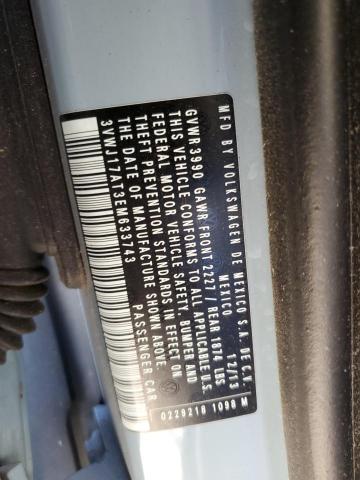 MFD BY VOLKSWAGEN DE MEXICO S.A. DE C.V.
MEXICO 12/13
GVWR 3990 GAWR FRONT 2227 / REAR 1874 LBS
THIS VEHICLE CONFORMS TO ALL APPLICABLE U.S.
FEDERAL MOTOR VEHICLE SAFETY, BUMPER AND
THEFT PREVENTION STANDARDS IN EFFECT ON
THE DATE OF MANUFACTURE SHOWN ABOVE.
3VWJ17AT3EM633743 PASSENGER CAR
0229218 1098 M